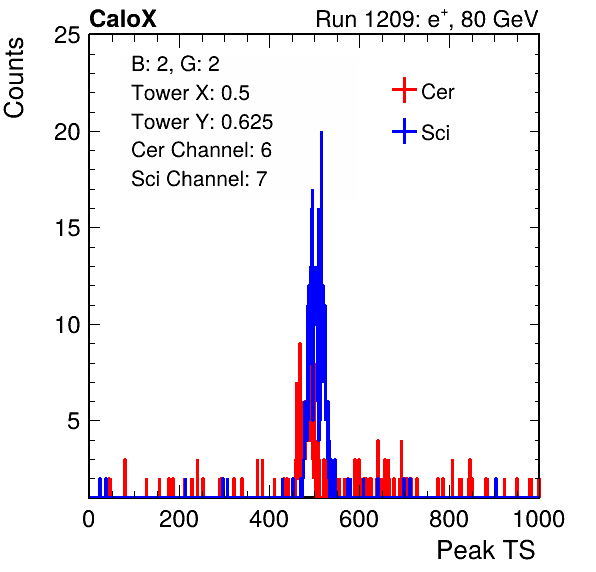 CaloX Run 1209: e⁺, 80 GeV
Counts
25
20
15
10
5
B: 2, G: 2
Tower X: 0.5
Tower Y: 0.625
Cer Channel: 6
Sci Channel: 7
Cer
Sci
0 200 400 600 800 1000
Peak TS